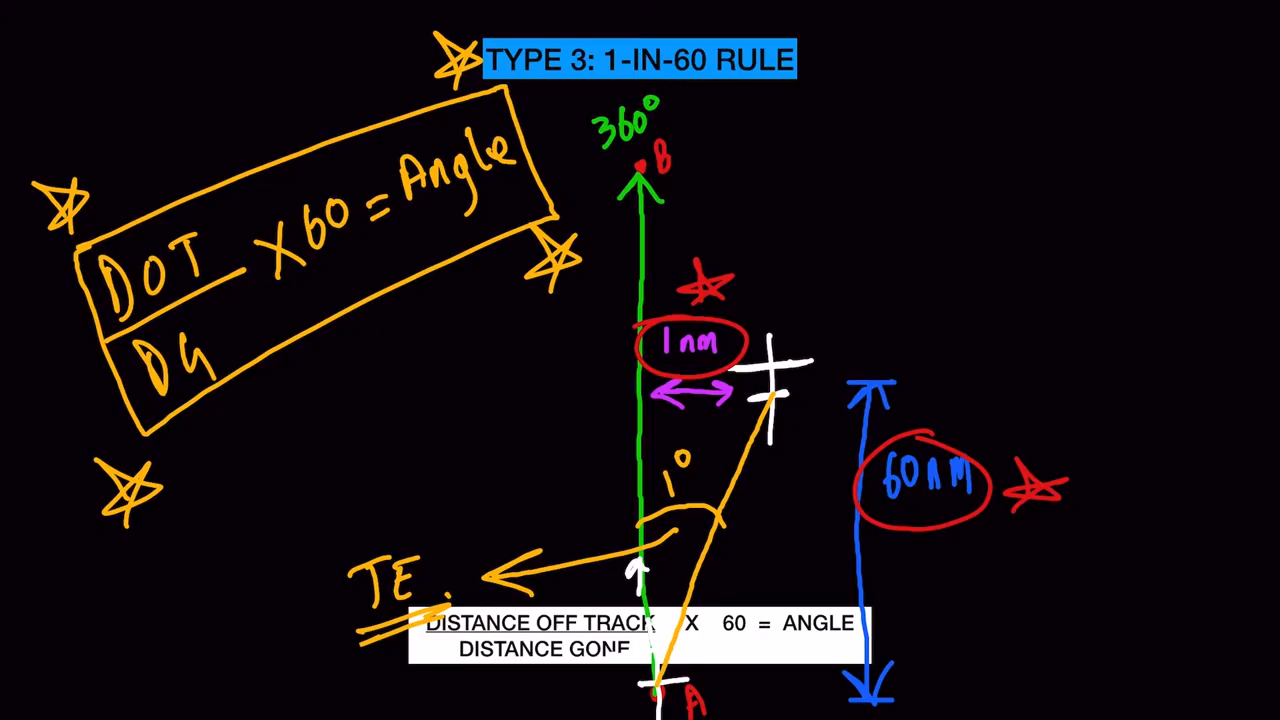 TYPE 3: 1-IN-60 RULE
360°
B
DOT X 60 = Angle
DG
1nm
60nm
1°
TE.
DISTANCE OFF TRACK X 60 = ANGLE
DISTANCE GONE
A